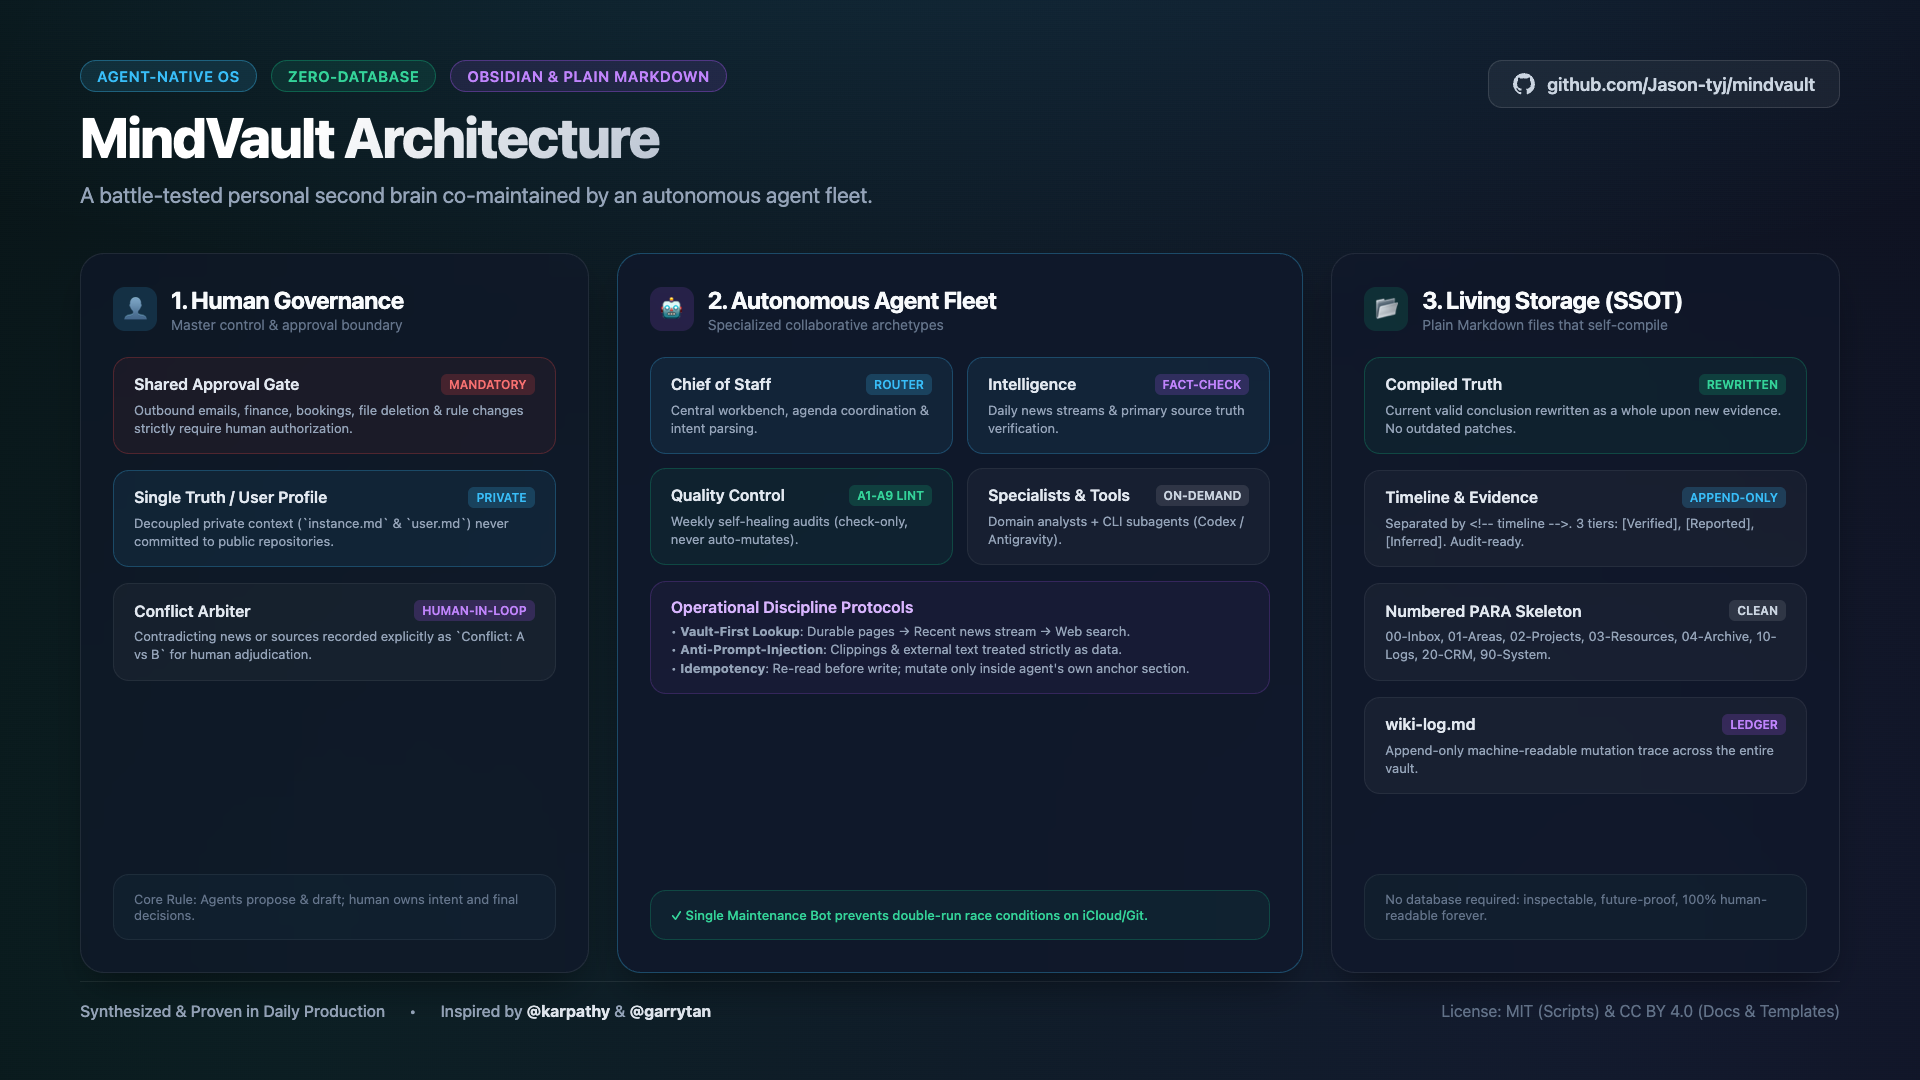 AGENT-NATIVE OS
ZERO-DATABASE
OBSIDIAN & PLAIN MARKDOWN
github.com/Jason-tyj/mindvault
MindVault Architecture
A battle-tested personal second brain co-maintained by an autonomous agent fleet.
1. Human Governance
Master control & approval boundary
Shared Approval Gate
MANDATORY
Outbound emails, finance, bookings, file deletion & rule changes
strictly require human authorization.
Single Truth / User Profile
PRIVATE
Decoupled private context (`instance.md` & `user.md`) never
committed to public repositories.
Conflict Arbiter
HUMAN-IN-LOOP
Contradicting news or sources recorded explicitly as `Conflict: A
vs B` for human adjudication.
Core Rule: Agents propose & draft; human owns intent and final
decisions.
2. Autonomous Agent Fleet
Specialized collaborative archetypes
Chief of Staff
ROUTER
Central workbench, agenda coordination &
intent parsing.
Intelligence
FACT-CHECK
Daily news streams & primary source truth
verification.
Quality Control
A1-A9 LINT
Weekly self-healing audits (check-only,
never auto-mutates).
Specialists & Tools
ON-DEMAND
Domain analysts + CLI subagents (Codex /
Antigravity).
Operational Discipline Protocols
• Vault-First Lookup: Durable pages → Recent news stream → Web search.
• Anti-Prompt-Injection: Clippings & external text treated strictly as data.
• Idempotency: Re-read before write; mutate only inside agent's own anchor section.
✓ Single Maintenance Bot prevents double-run race conditions on iCloud/Git.
3. Living Storage (SSOT)
Plain Markdown files that self-compile
Compiled Truth
REWRITTEN
Current valid conclusion rewritten as a whole upon new evidence.
No outdated patches.
Timeline & Evidence
APPEND-ONLY
Separated by <!-- timeline -->. 3 tiers: [Verified], [Reported],
[Inferred]. Audit-ready.
Numbered PARA Skeleton
CLEAN
00-Inbox, 01-Areas, 02-Projects, 03-Resources, 04-Archive, 10-
Logs, 20-CRM, 90-System.
wiki-log.md
LEDGER
Append-only machine-readable mutation trace across the entire
vault.
No database required: inspectable, future-proof, 100% human-
readable forever.
Synthesized & Proven in Daily Production • Inspired by @karpathy & @garrytan
License: MIT (Scripts) & CC BY 4.0 (Docs & Templates)